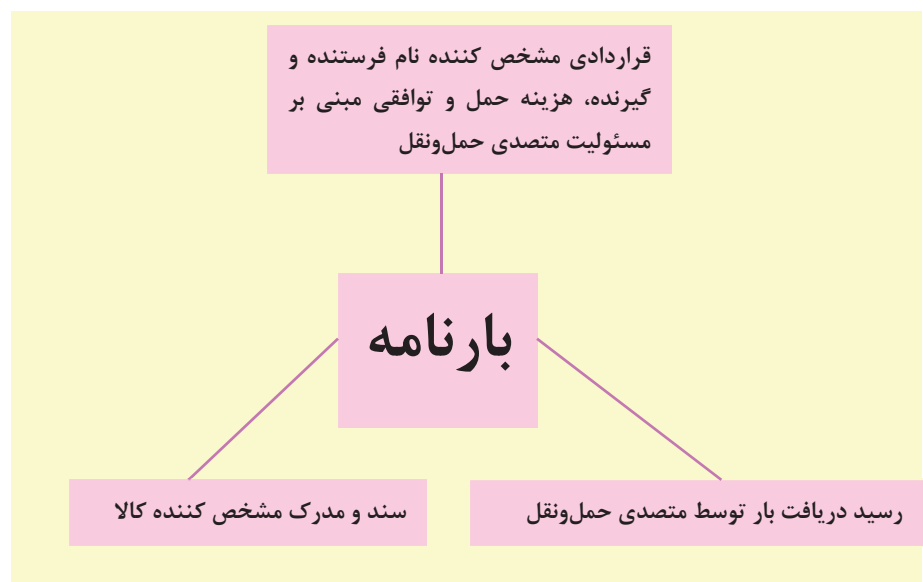 قراردادی مشخص کننده نام فرستنده و
گیرنده، هزینه حمل و توافقی مبنی بر
مسئولیت متصدی حمل‌ونقل
بارنامه
رسید دریافت بار توسط متصدی حمل‌ونقل
سند و مدرک مشخص کننده کالا